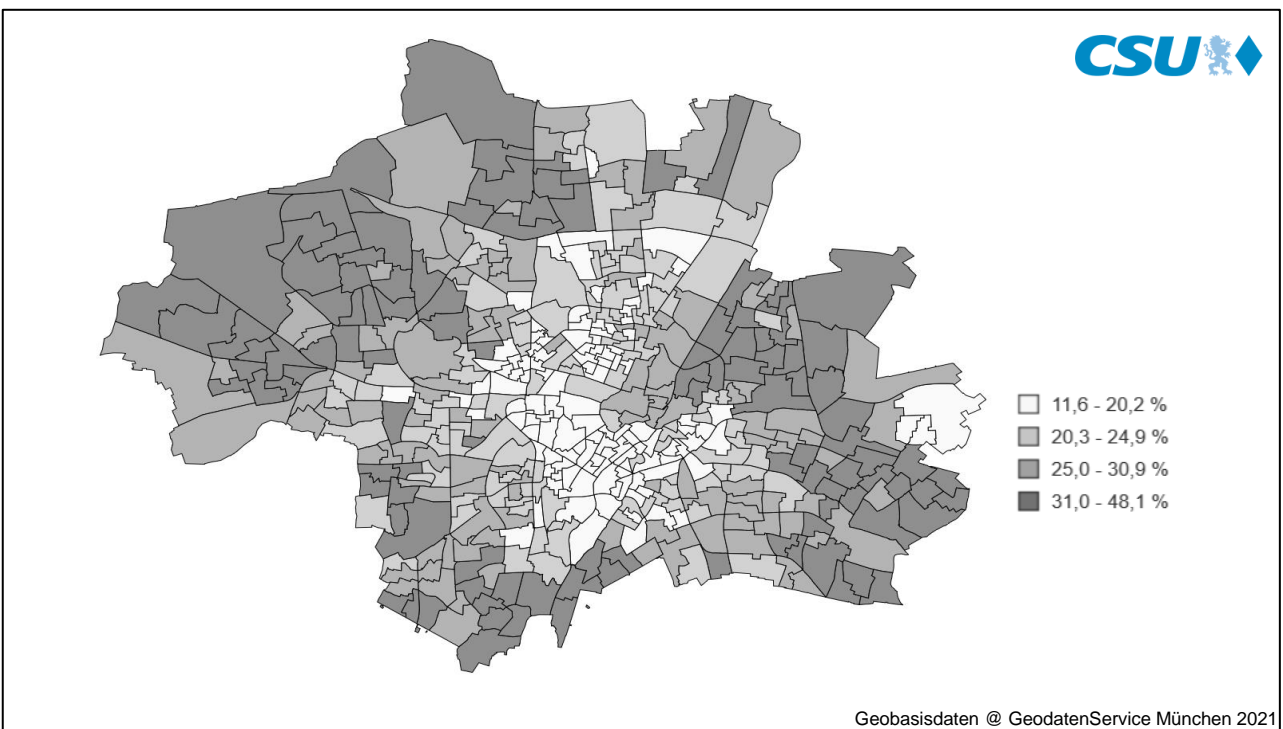 CSU
11,6 - 20,2 %
20,3 - 24,9 %
25,0 - 30,9 %
31,0 - 48,1 %
Geobasisdaten @ GeodatenService München 2021